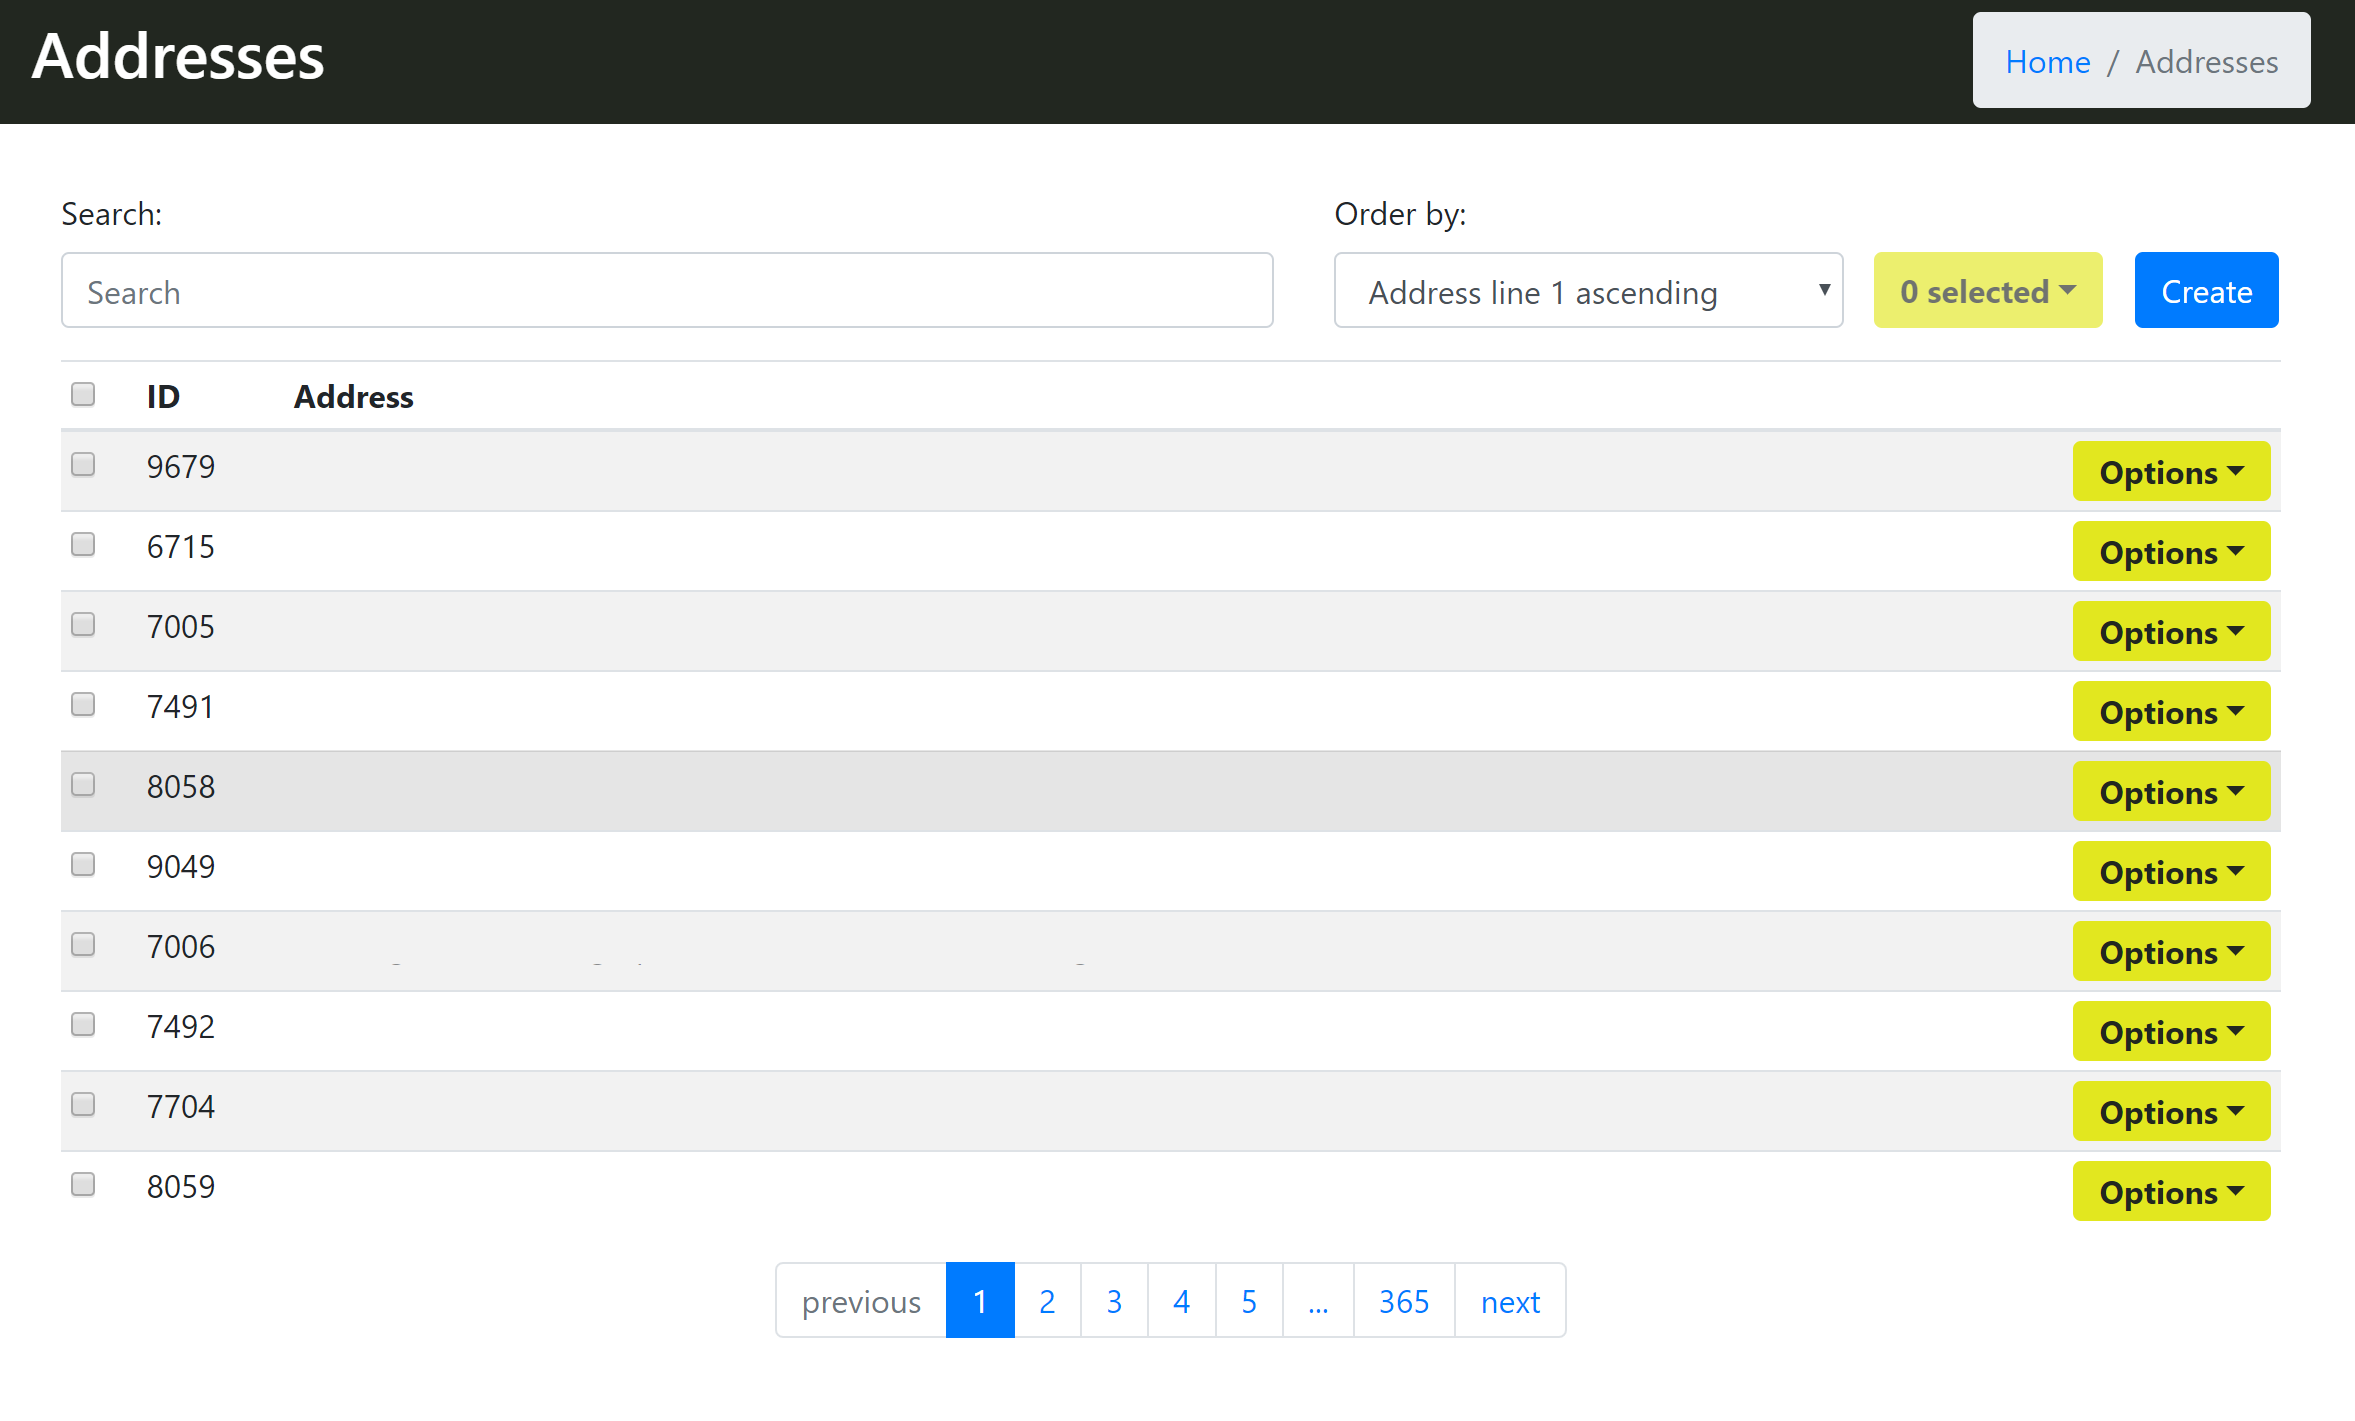 Addresses
Home / Addresses
Search:
Order by:
Search
Address line 1 ascending
0 selected
Create
ID Address
9679 Options
6715 Options
7005 Options
7491 Options
8058 Options
9049 Options
7006 Options
7492 Options
7704 Options
8059 Options
previous 1 2 3 4 5 ... 365 next